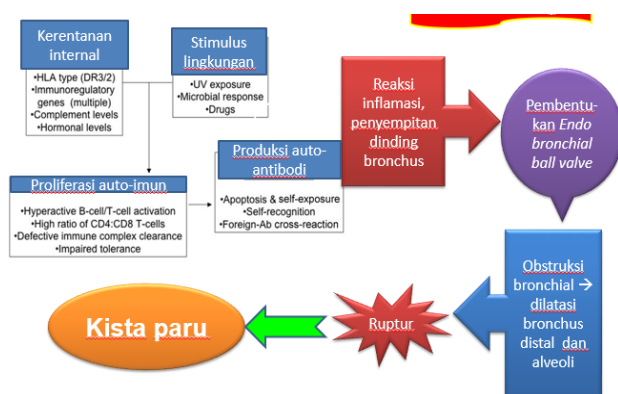 Kerentanan
internal
•HLA type (DR3/2)
•Immunoregulatory
genes (multiple)
•Complement levels
•Hormonal levels
Stimulus
lingkungan
•UV exposure
•Microbial response
•Drugs
Proliferasi auto-imun
•Hyperactive B-cell/T-cell activation
•High ratio of CD4:CD8 T-cells
•Defective immune complex clearance
•Impaired tolerance
Produksi auto-
antibodi
•Apoptosis & self-exposure
•Self-recognition
•Foreign-Ab cross-reaction
Reaksi
inflamasi,
penyempitan
dinding
bronchus
Pembentu-
kan Endo
bronchial
ball valve
Obstruksi
bronchial →
dilatasi
bronchus
distal dan
alveoli
Ruptur
Kista paru